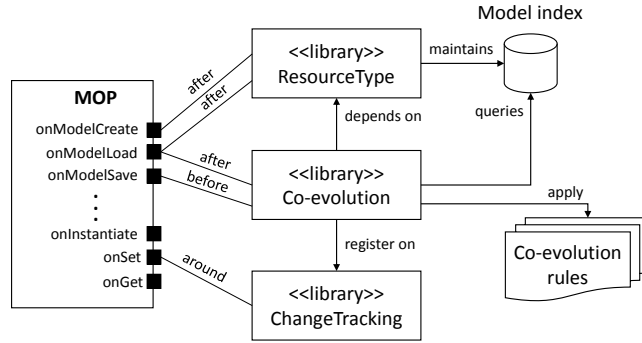 Model index
<<library>>
ResourceType
maintains
MOP
after
after
onModelCreate
onModelLoad
onModelSave
depends on
queries
after
before
<<library>>
Co-evolution
apply
onInstantiate
onSet
onGet
around
register on
Co-evolution
rules
<<library>>
ChangeTracking